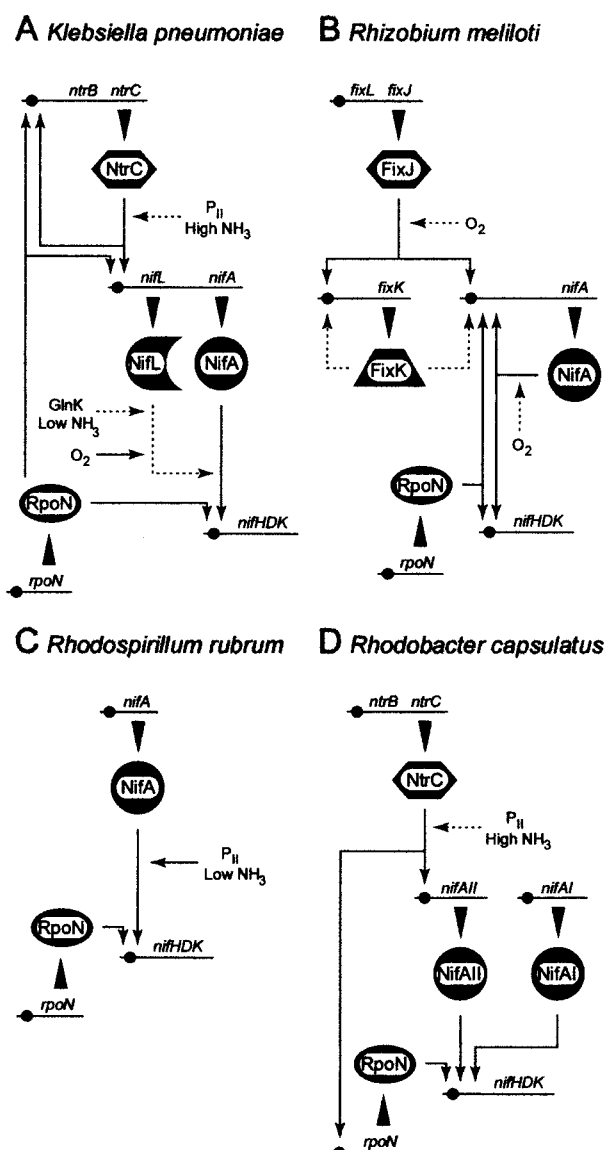 A Klebsiella pneumoniae
ntrB ntrC
NtrC
PII
High NH3
nifL nifA
NifL NifA
GlnK
Low NH3
O2
RpoN
nifHDK
rpoN
B Rhizobium meliloti
fixL fixJ
FixJ
O2
fixK nifA
FixK NifA
O2
RpoN
nifHDK
rpoN
C Rhodospirillum rubrum
nifA
NifA
PII
Low NH3
RpoN
nifHDK
rpoN
D Rhodobacter capsulatus
ntrB ntrC
NtrC
PII
High NH3
nifAII nifAI
NifAII NifAI
RpoN
nifHDK
rpoN